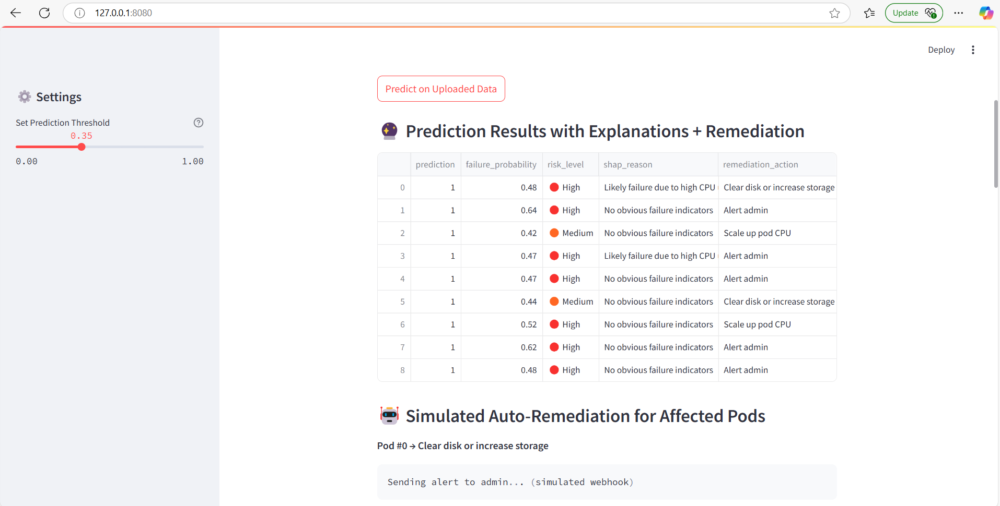 127.0.0.1:8080
Update
Deploy
Settings
Set Prediction Threshold
0.35
0.00 1.00
Predict on Uploaded Data
Prediction Results with Explanations + Remediation
prediction failure_probability risk_level shap_reason remediation_action
0 1 0.48 High Likely failure due to high CPU Clear disk or increase storage
1 1 0.64 High No obvious failure indicators Alert admin
2 1 0.42 Medium No obvious failure indicators Scale up pod CPU
3 1 0.47 High Likely failure due to high CPU Alert admin
4 1 0.47 High No obvious failure indicators Alert admin
5 1 0.44 Medium No obvious failure indicators Clear disk or increase storage
6 1 0.52 High No obvious failure indicators Scale up pod CPU
7 1 0.62 High No obvious failure indicators Alert admin
8 1 0.48 High No obvious failure indicators Alert admin
Simulated Auto-Remediation for Affected Pods
Pod #0 → Clear disk or increase storage
Sending alert to admin... (simulated webhook)